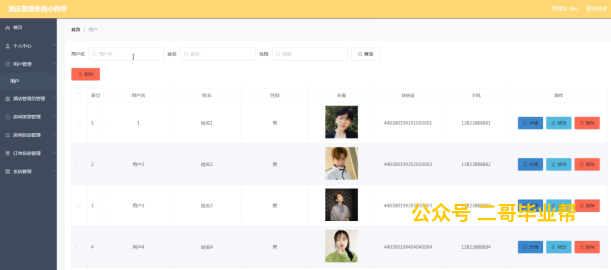 酒店管理系统小程序
管理员 abo 退出登录
首页
个人中心
用户管理
用户
酒店管理员管理
房间类型管理
房间信息管理
订单信息管理
系统管理
首页 / 用户
用户名 用户名 姓名 姓名 性别 性别 查询
删除
索引 用户名 姓名 性别 头像 身份证 手机 操作
1 1 姓名1 男 440300199101010001 13823888881 详情 修改 删除
2 用户2 姓名2 男 440300199202020002 13823888882 详情 修改 删除
3 用户3 姓名3 男 详情 修改 删除
公众号 二哥毕业帮
4 用户4 姓名4 男 440300199404040004 13823888884 详情 修改 删除